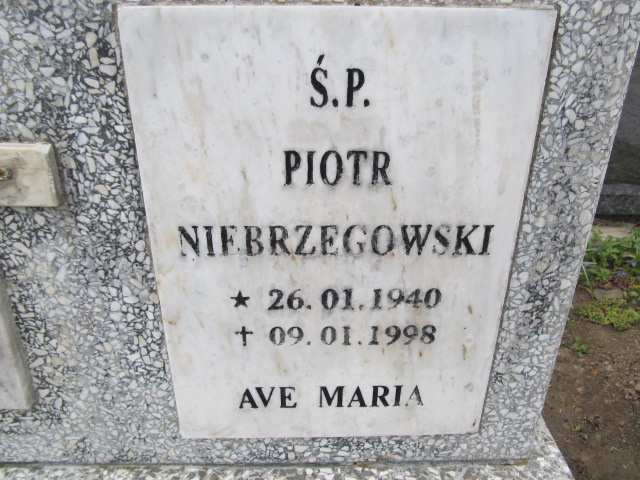 Ś.P.
PIOTR
NIEBRZEGOWSKI
★ 26.01.1940
✝ 09.01.1998
AVE MARIA